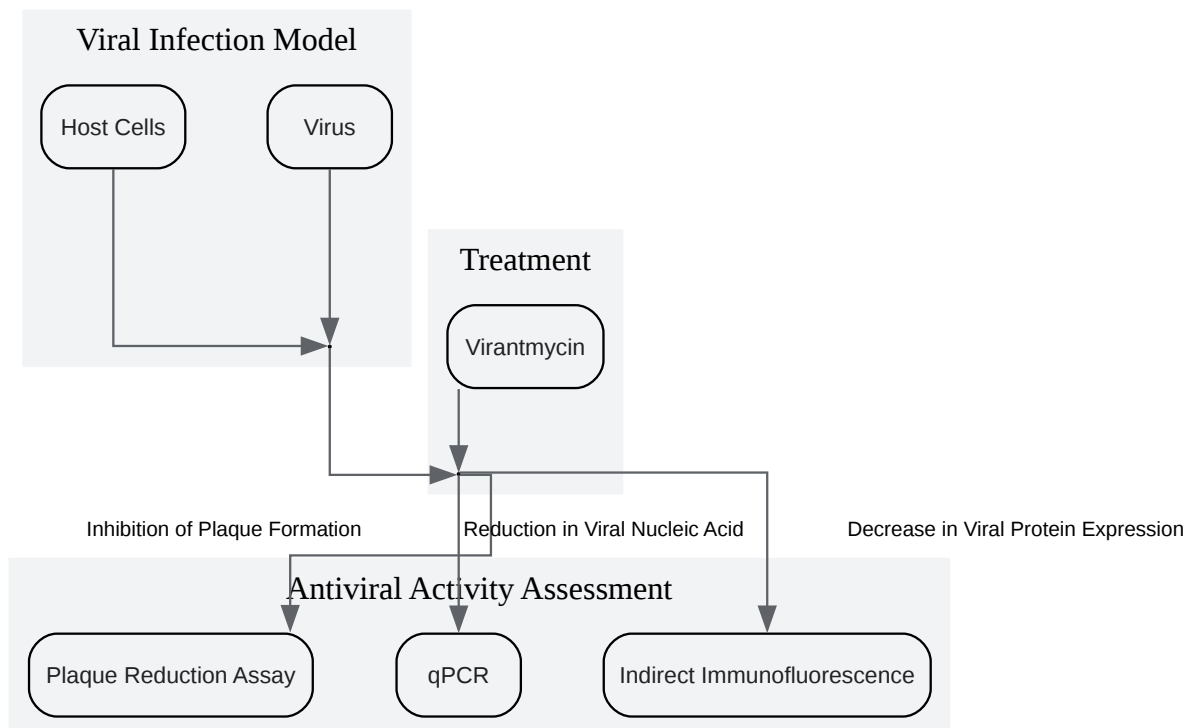 Viral Infection Model
Host Cells
Virus
Treatment
Virantmycin
Inhibition of Plaque Formation
Reduction in Viral Nucleic Acid
Decrease in Viral Protein Expression
Antiviral Activity Assessment
Plaque Reduction Assay
qPCR
Indirect Immunofluorescence